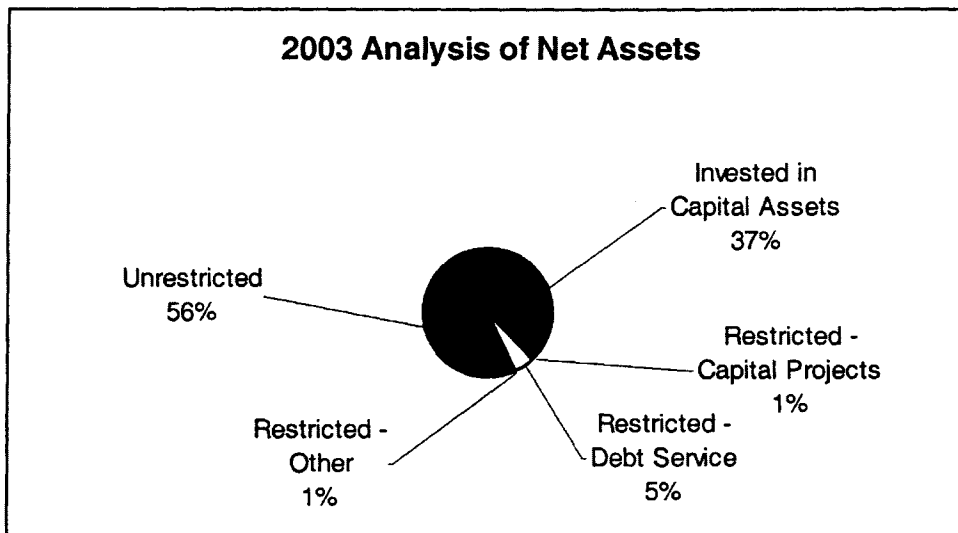 2003 Analysis of Net Assets
Invested in
Capital Assets
37%
Unrestricted
56%
Restricted -
Capital Projects
1%
Restricted -
Debt Service
5%
Restricted -
Other
1%